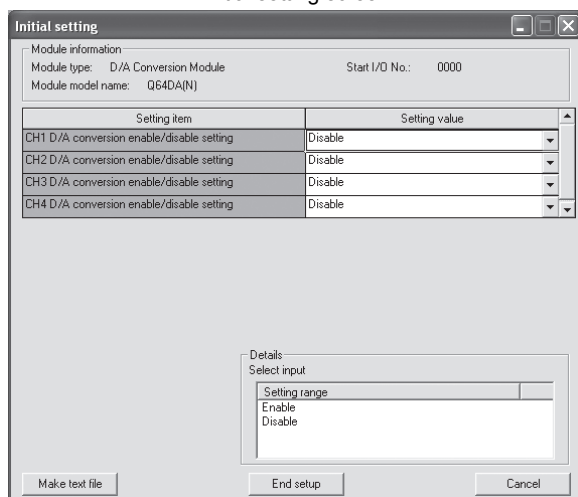 Initial setting
Module information
Module type: D/A Conversion Module Start I/O No.: 0000
Module model name: Q64DA(N)
Setting item Setting value
CH1 D/A conversion enable/disable setting Disable
CH2 D/A conversion enable/disable setting Disable
CH3 D/A conversion enable/disable setting Disable
CH4 D/A conversion enable/disable setting Disable
Details
Select input
Setting range
Enable
Disable
Make text file End setup Cancel